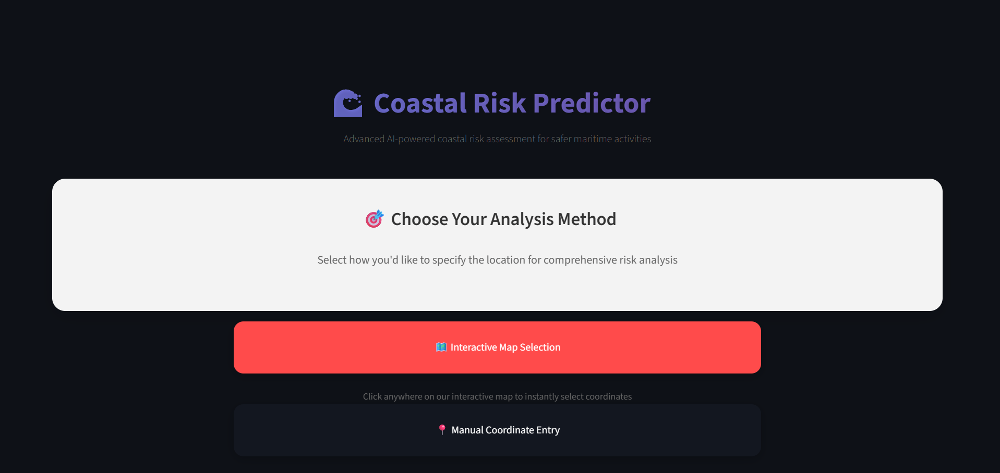 🌊 Coastal Risk Predictor
Advanced AI-powered coastal risk assessment for safer maritime activities
🎯 Choose Your Analysis Method
Select how you'd like to specify the location for comprehensive risk analysis
🗺️ Interactive Map Selection
Click anywhere on our interactive map to instantly select coordinates
📍 Manual Coordinate Entry